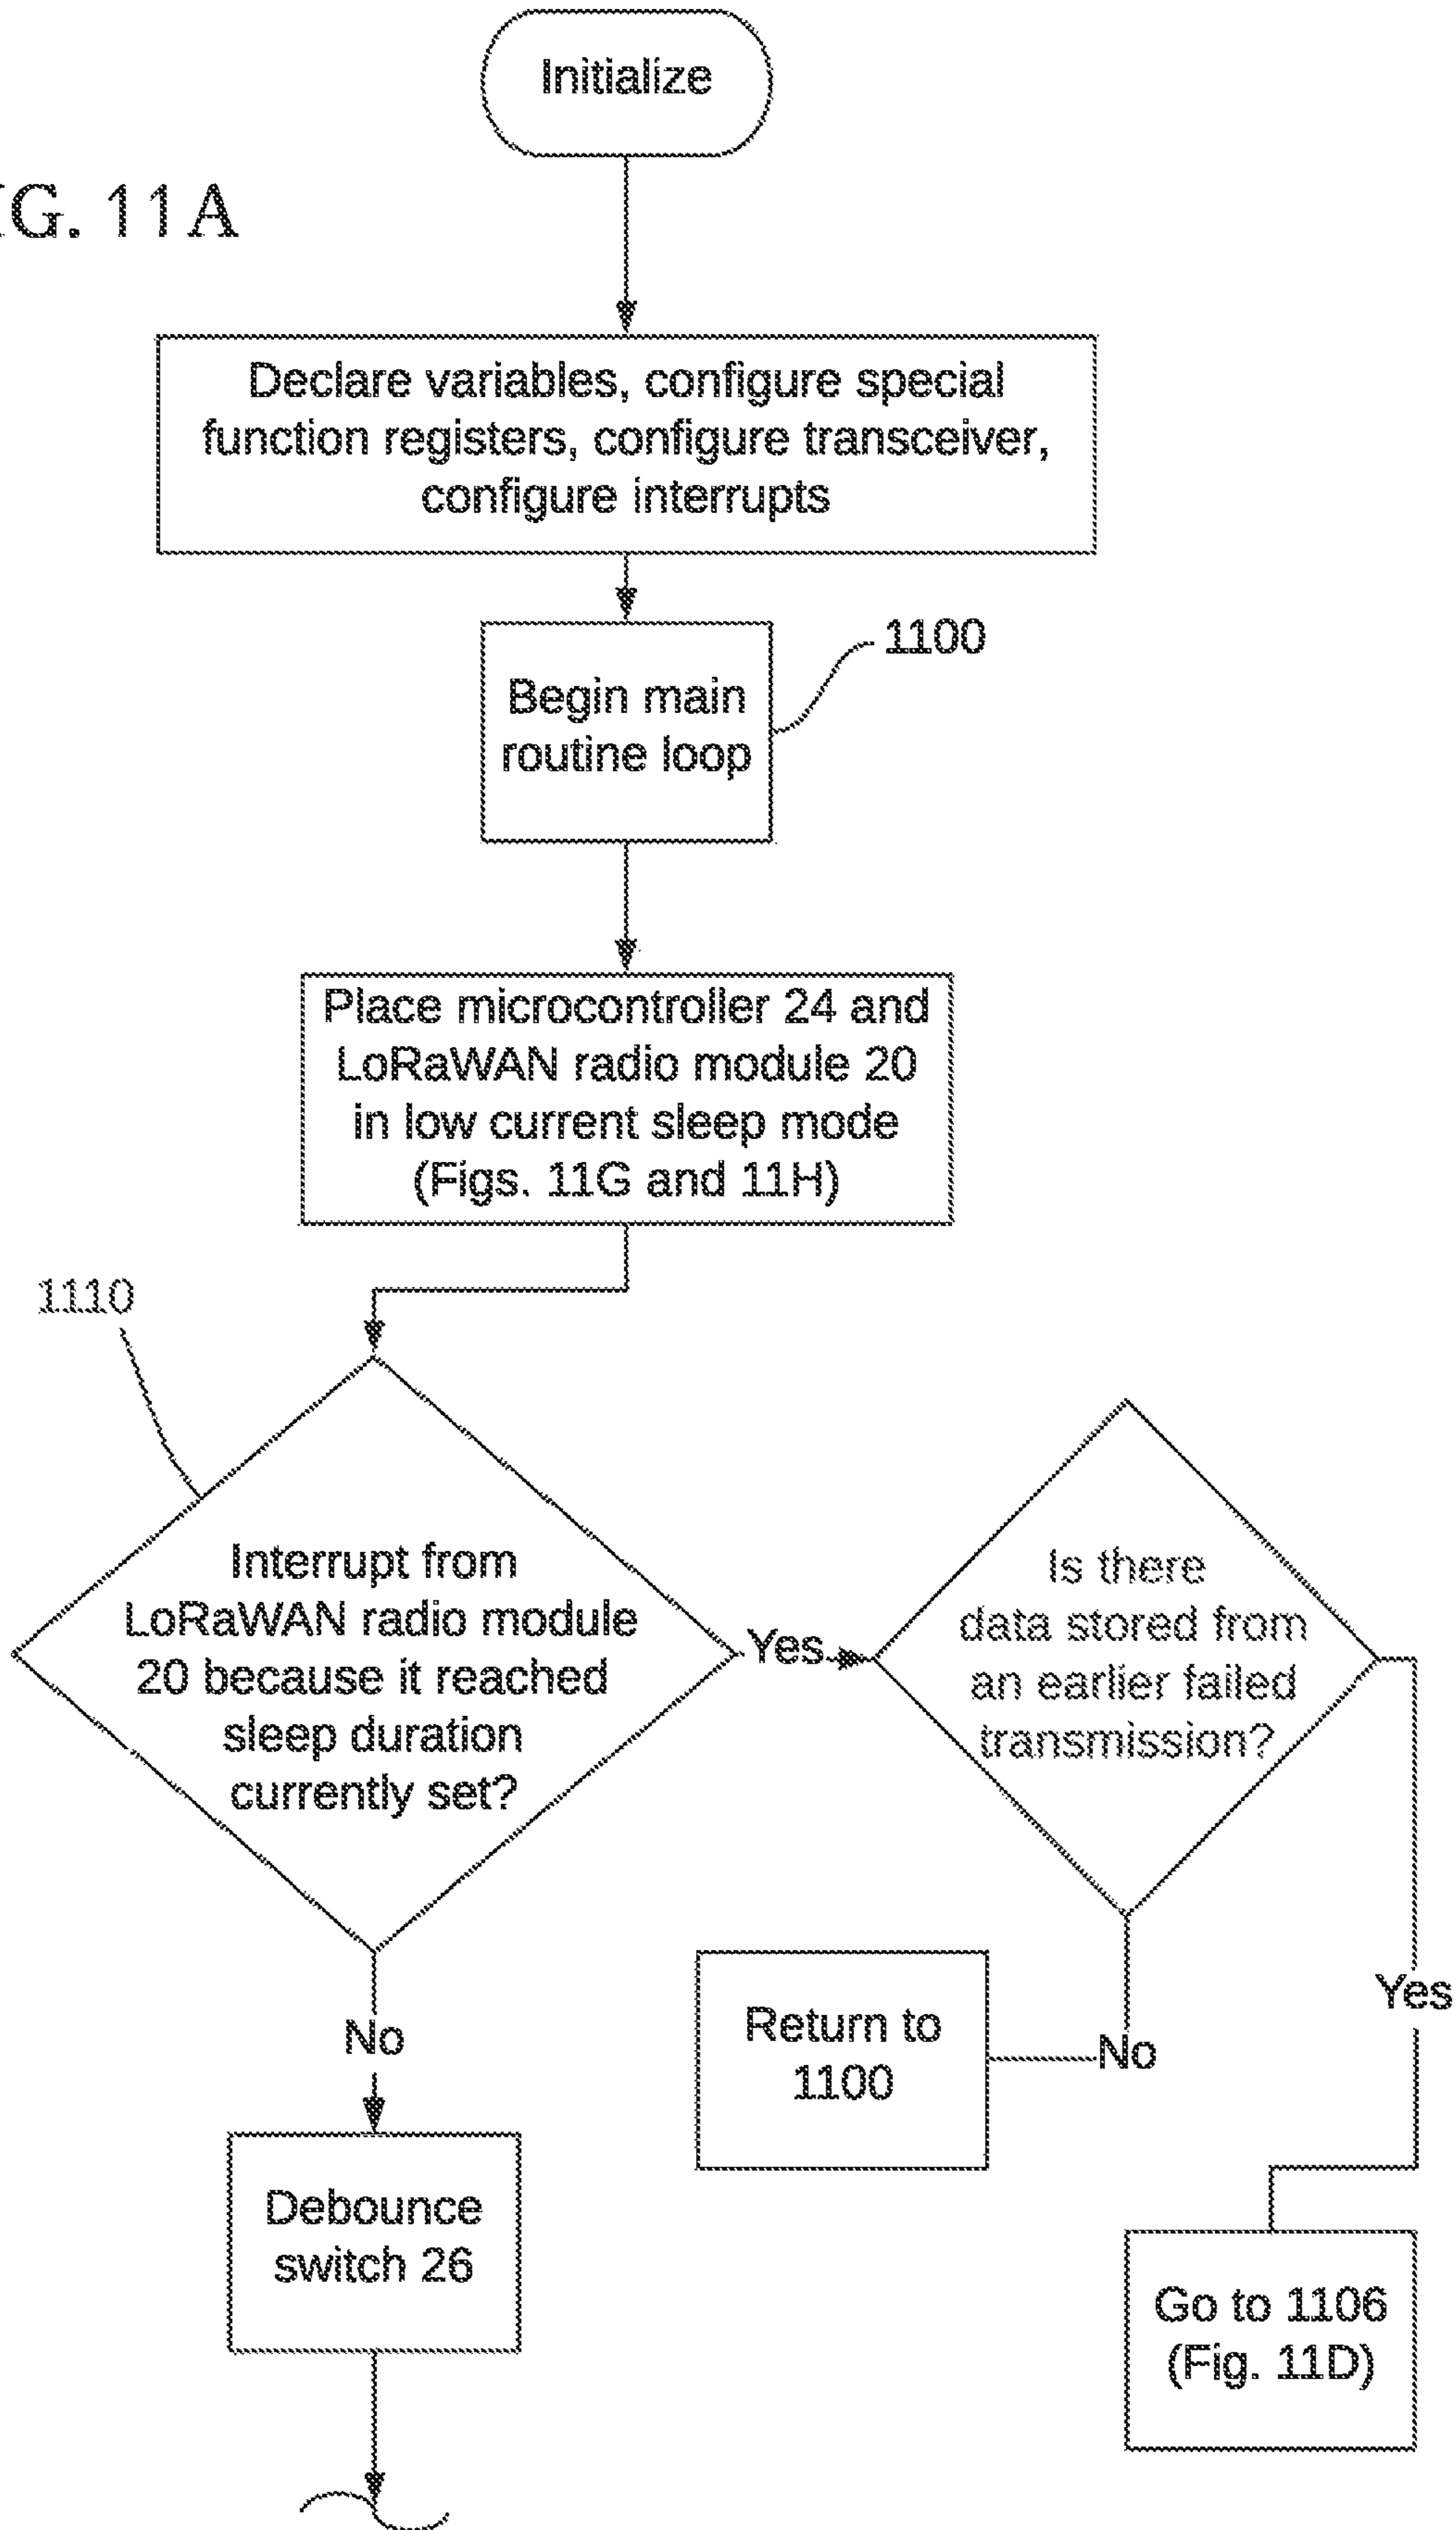 Initialize
IG. 11A
Declare variables, configure special
function registers, configure transceiver,
configure interrupts
1100
Begin main
routine loop
Place microcontroller 24 and
LoRaWAN radio module 20
in low current sleep mode
(Figs. 11G and 11H)
1110
Interrupt from
LoRaWAN radio module
20 because it reached
sleep duration
currently set?
Yes
Is there
data stored from
an earlier failed
transmission?
Yes
No
Return to
1100
No
Debounce
switch 26
Go to 1106
(Fig. 11D)